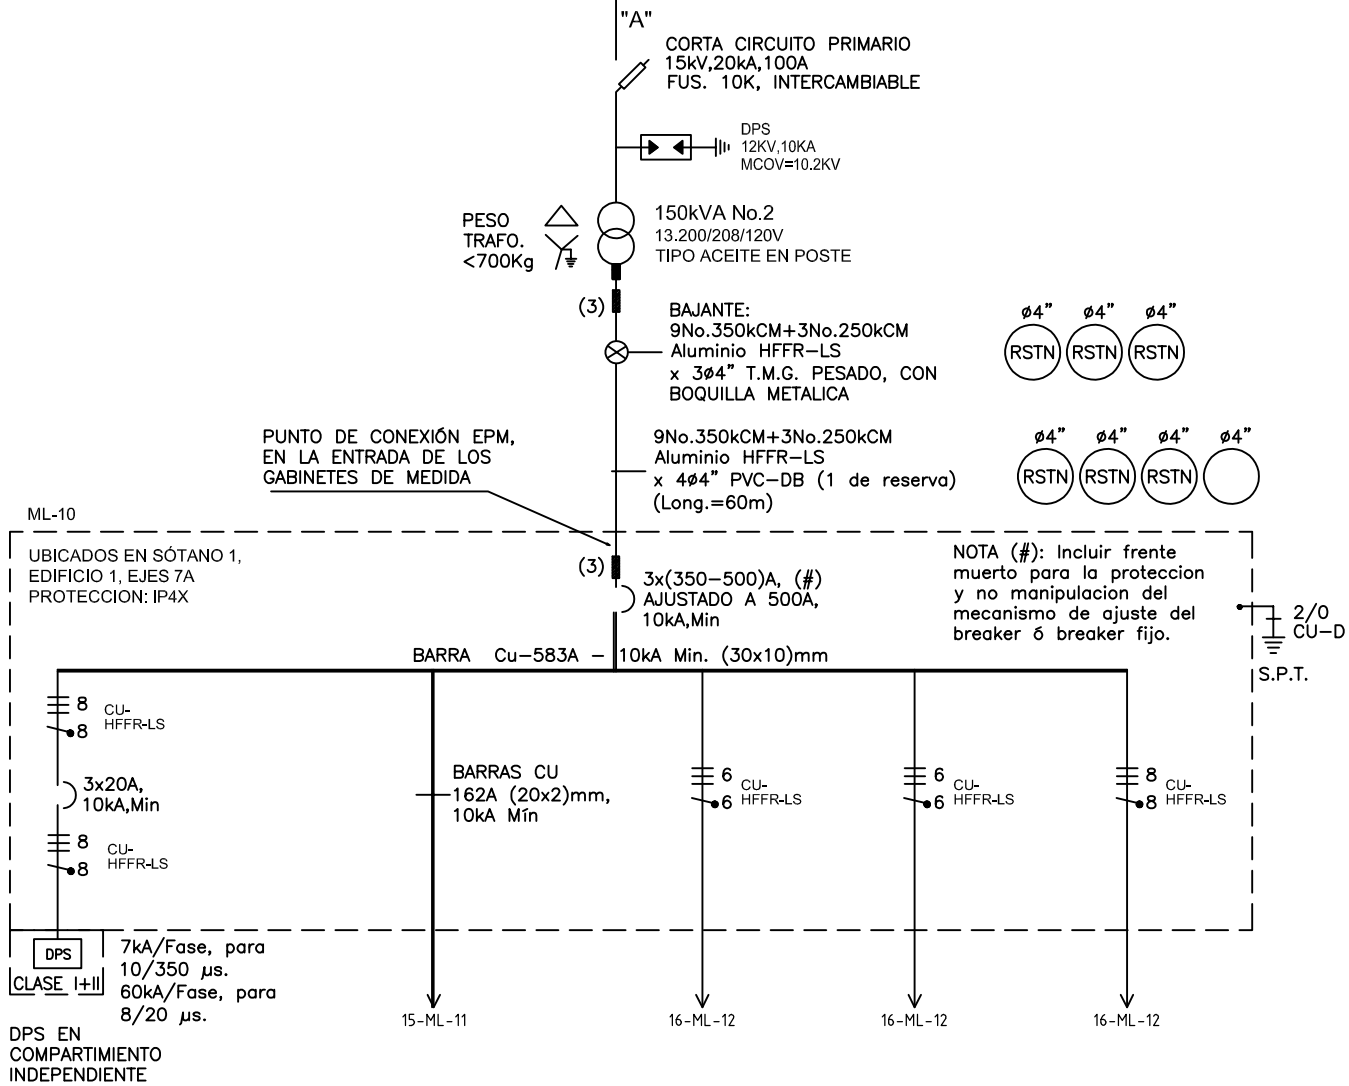 "A"
CORTA CIRCUITO PRIMARIO
15kV,20kA,100A
FUS. 10K, INTERCAMBIABLE
DPS
12KV,10KA
MCOV=10.2KV
PESO
TRAFO.
<700Kg
150kVA No.2
13.200/208/120V
TIPO ACEITE EN POSTE
(3)
BAJANTE:
9No.350kCM+3No.250kCM
Aluminio HFFR-LS
x 3ø4" T.M.G. PESADO, CON
BOQUILLA METALICA
ø4" ø4" ø4"
RSTN RSTN RSTN
PUNTO DE CONEXIÓN EPM,
EN LA ENTRADA DE LOS
GABINETES DE MEDIDA
9No.350kCM+3No.250kCM
Aluminio HFFR-LS
x 4ø4" PVC-DB (1 de reserva)
(Long.=60m)
ø4" ø4" ø4" ø4"
RSTN RSTN RSTN
ML-10
UBICADOS EN SÓTANO 1,
EDIFICIO 1, EJES 7A
PROTECCION: IP4X
(3)
3x(350-500)A, (#)
AJUSTADO A 500A,
10kA,Min
NOTA (#): Incluir frente
muerto para la proteccion
y no manipulacion del
mecanismo de ajuste del
breaker ó breaker fijo.
2/0
CU-D
S.P.T.
BARRA Cu-583A - 10kA Min. (30x10)mm
8
8
CU-
HFFR-LS
3x20A,
10kA,Min
8
8
CU-
HFFR-LS
BARRAS CU
162A (20x2)mm,
10kA Mín
6
6
CU-
HFFR-LS
6
6
CU-
HFFR-LS
8
8
CU-
HFFR-LS
DPS
CLASE I+II
7kA/Fase, para
10/350 µs.
60kA/Fase, para
8/20 µs.
DPS EN
COMPARTIMIENTO
INDEPENDIENTE
15-ML-11
16-ML-12
16-ML-12
16-ML-12